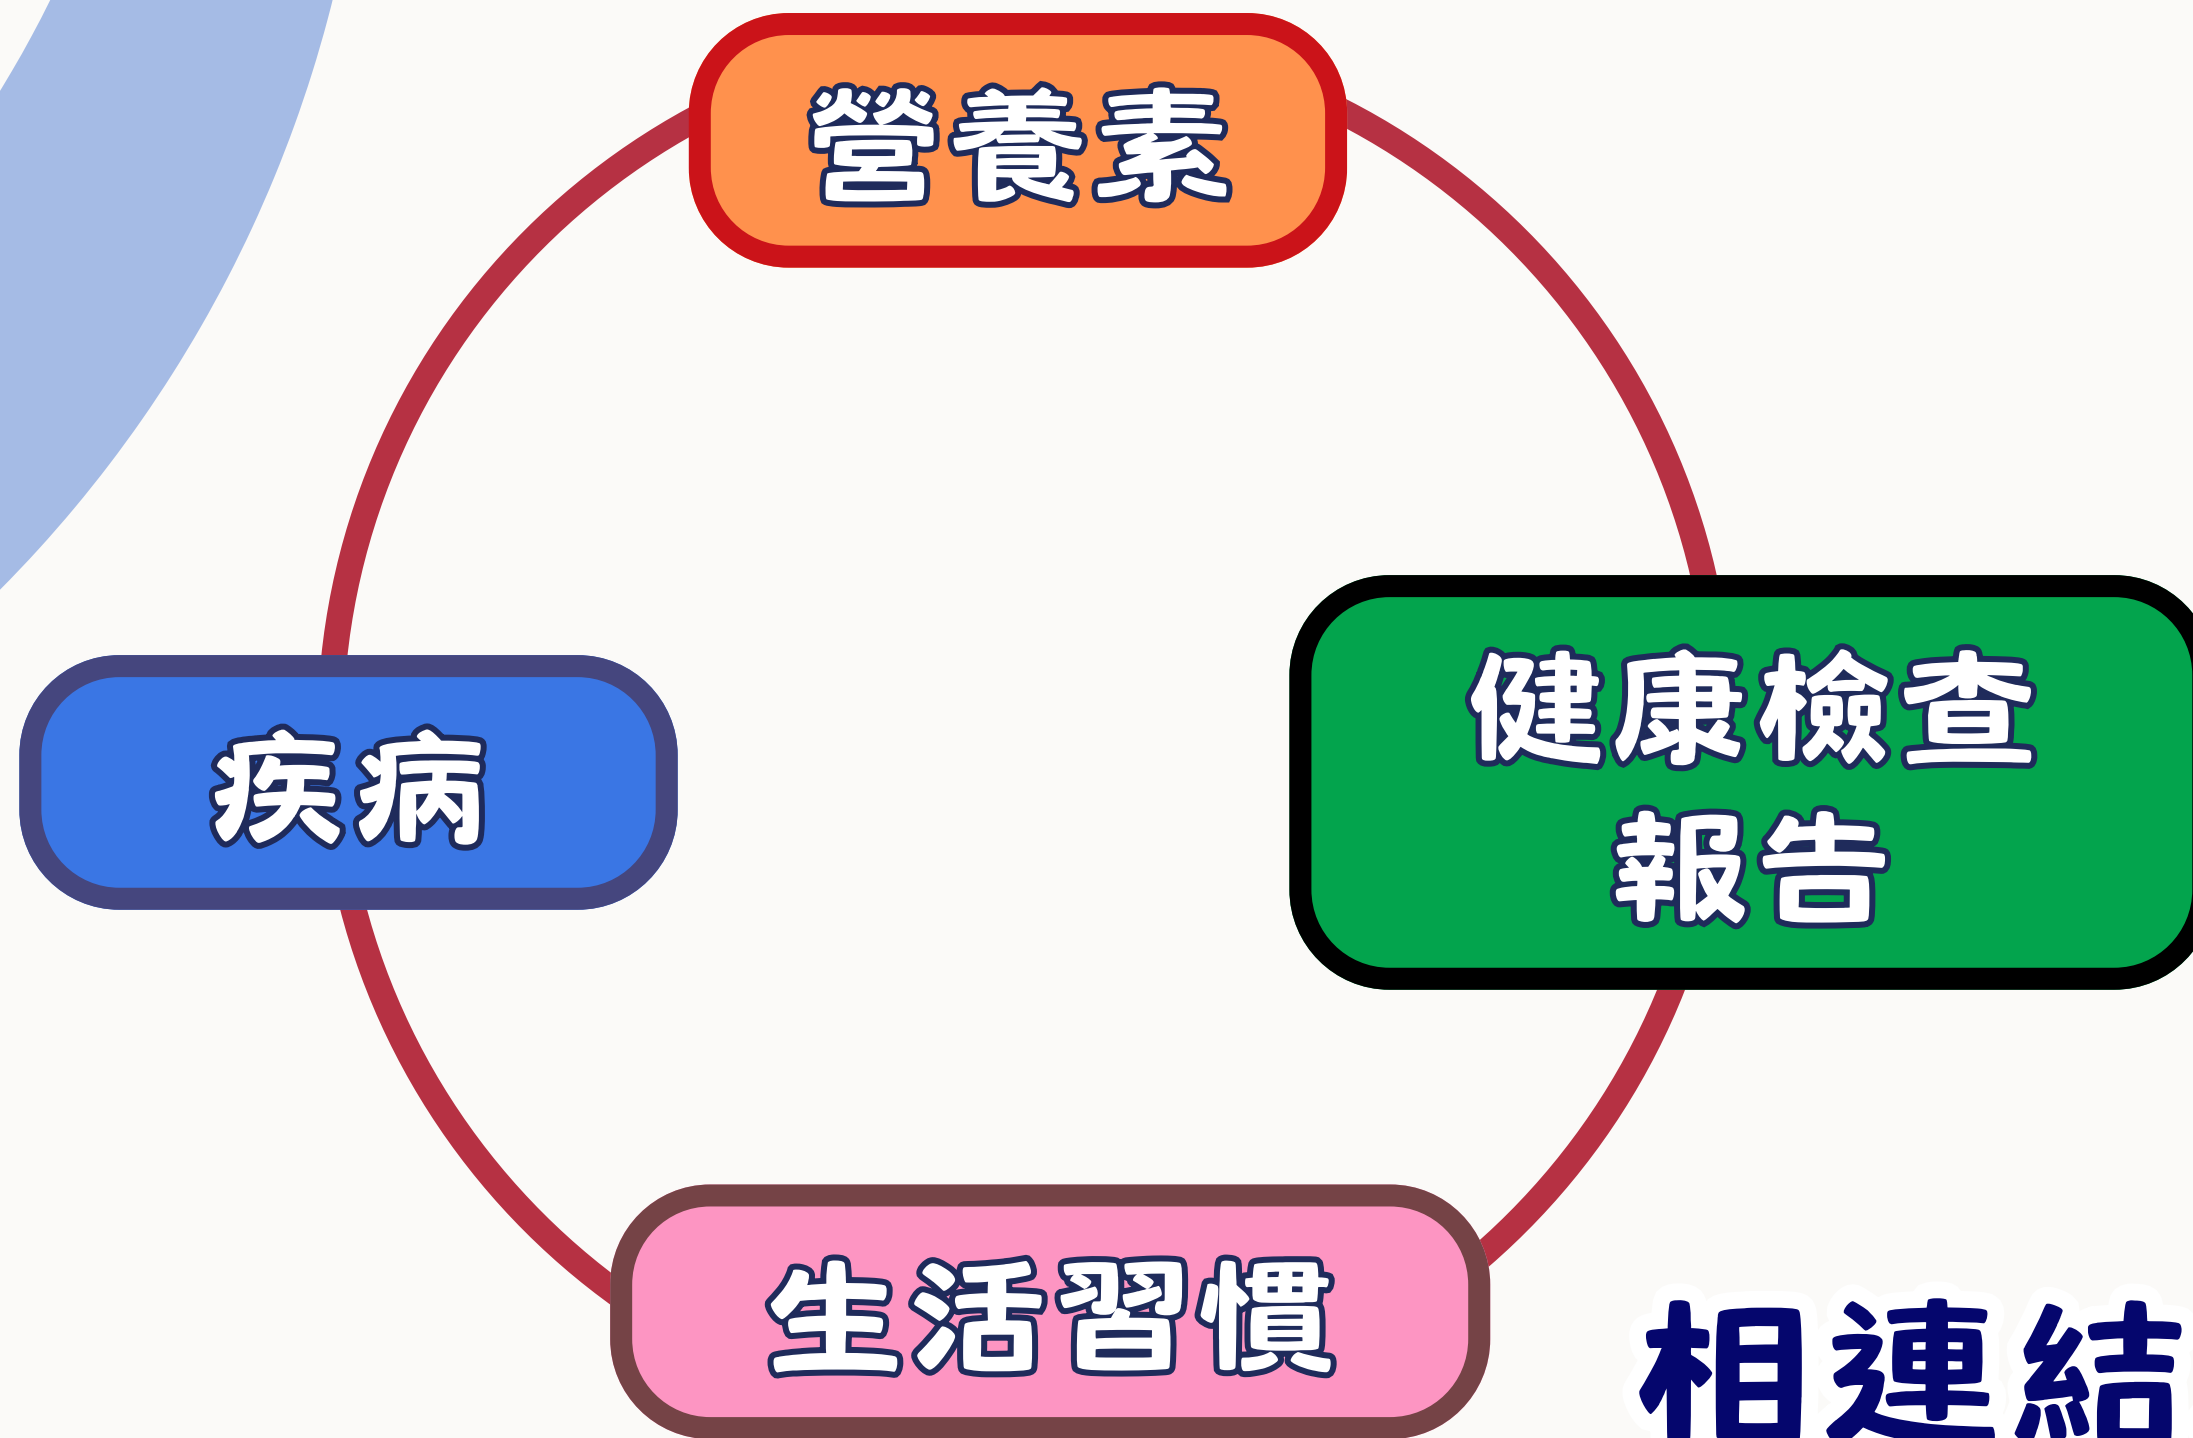 營養素
健康檢查
報告
疾病
生活習慣
相連結